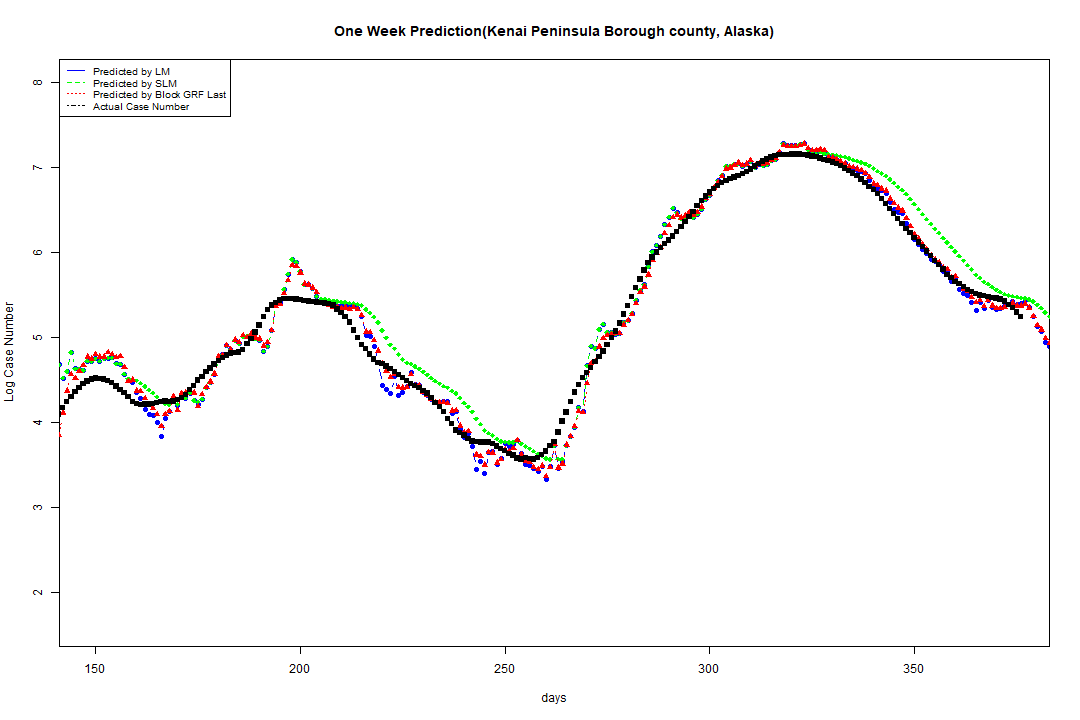 One Week Prediction(Kenai Peninsula Borough county, Alaska)
Predicted by LM
Predicted by SLM
Predicted by Block GRF Last
Actual Case Number
8
7
6
5
4
3
2
Log Case Number
150 200 250 300 350
days